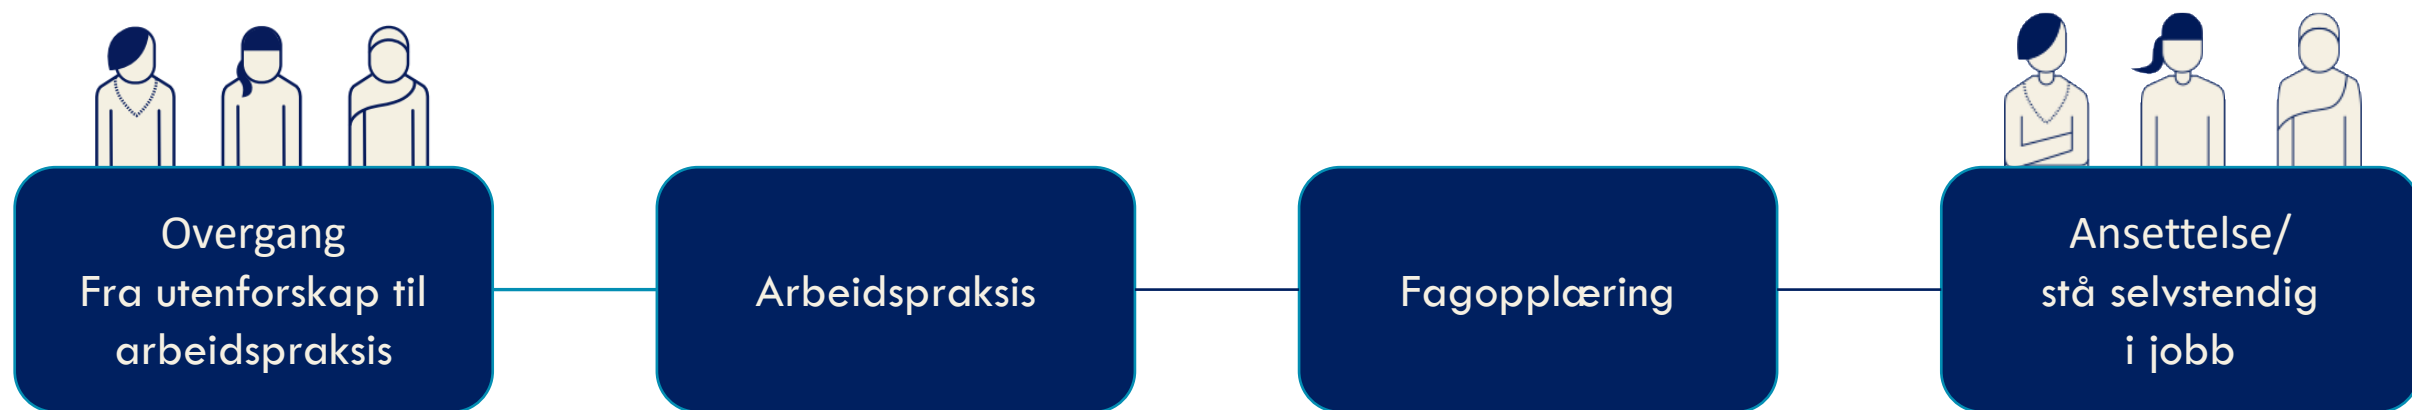 Overgang
Fra utenforskap til
arbeidspraksis
Arbeidspraksis
Fagopplæring
Ansettelse/
stå selvstendig
i jobb